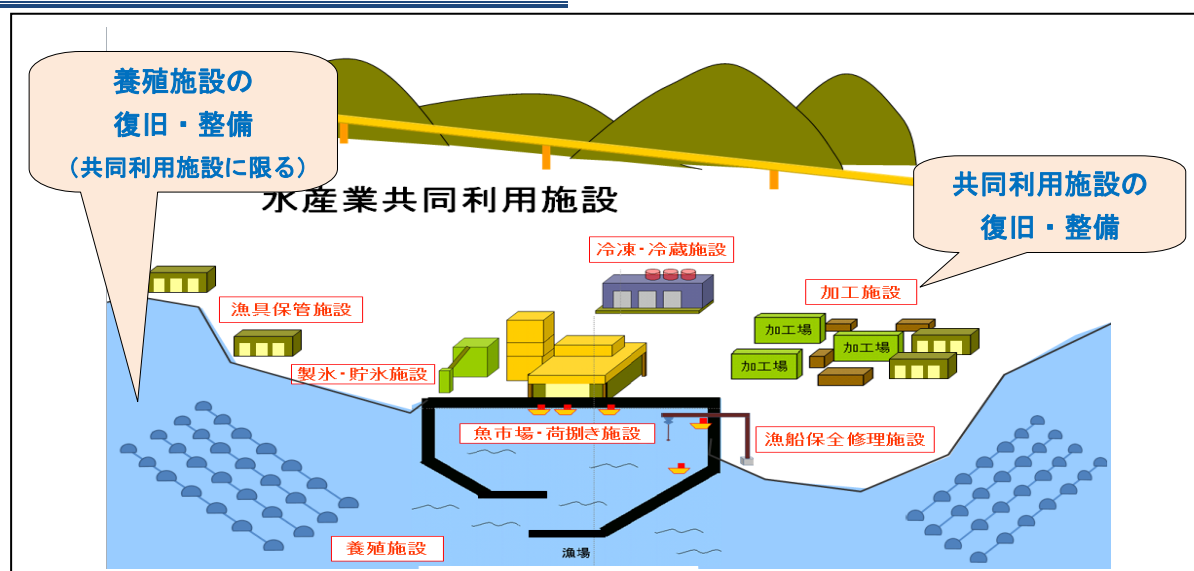 養殖施設の
復旧・整備
（共同利用施設に限る）
水産業共同利用施設
共同利用施設の
復旧・整備
冷凍・冷蔵施設
加工施設
漁具保管施設
加工場
加工場
加工場
製氷・貯氷施設
魚市場・荷捌き施設
漁船保全修理施設
養殖施設
漁場